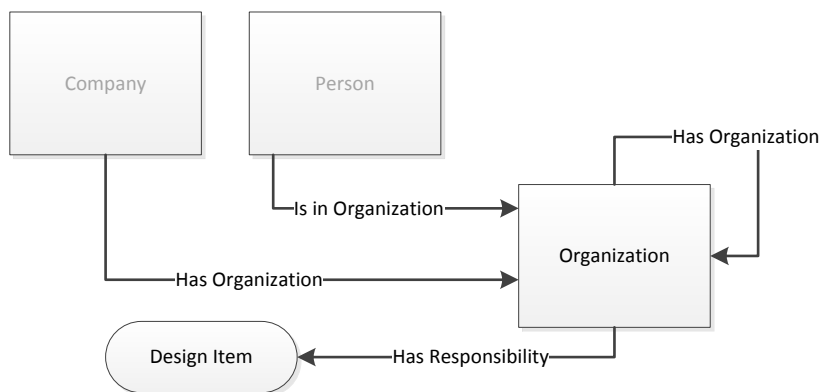 Company
Person
Has Organization
Is in Organization
Organization
Has Organization
Design Item
Has Responsibility